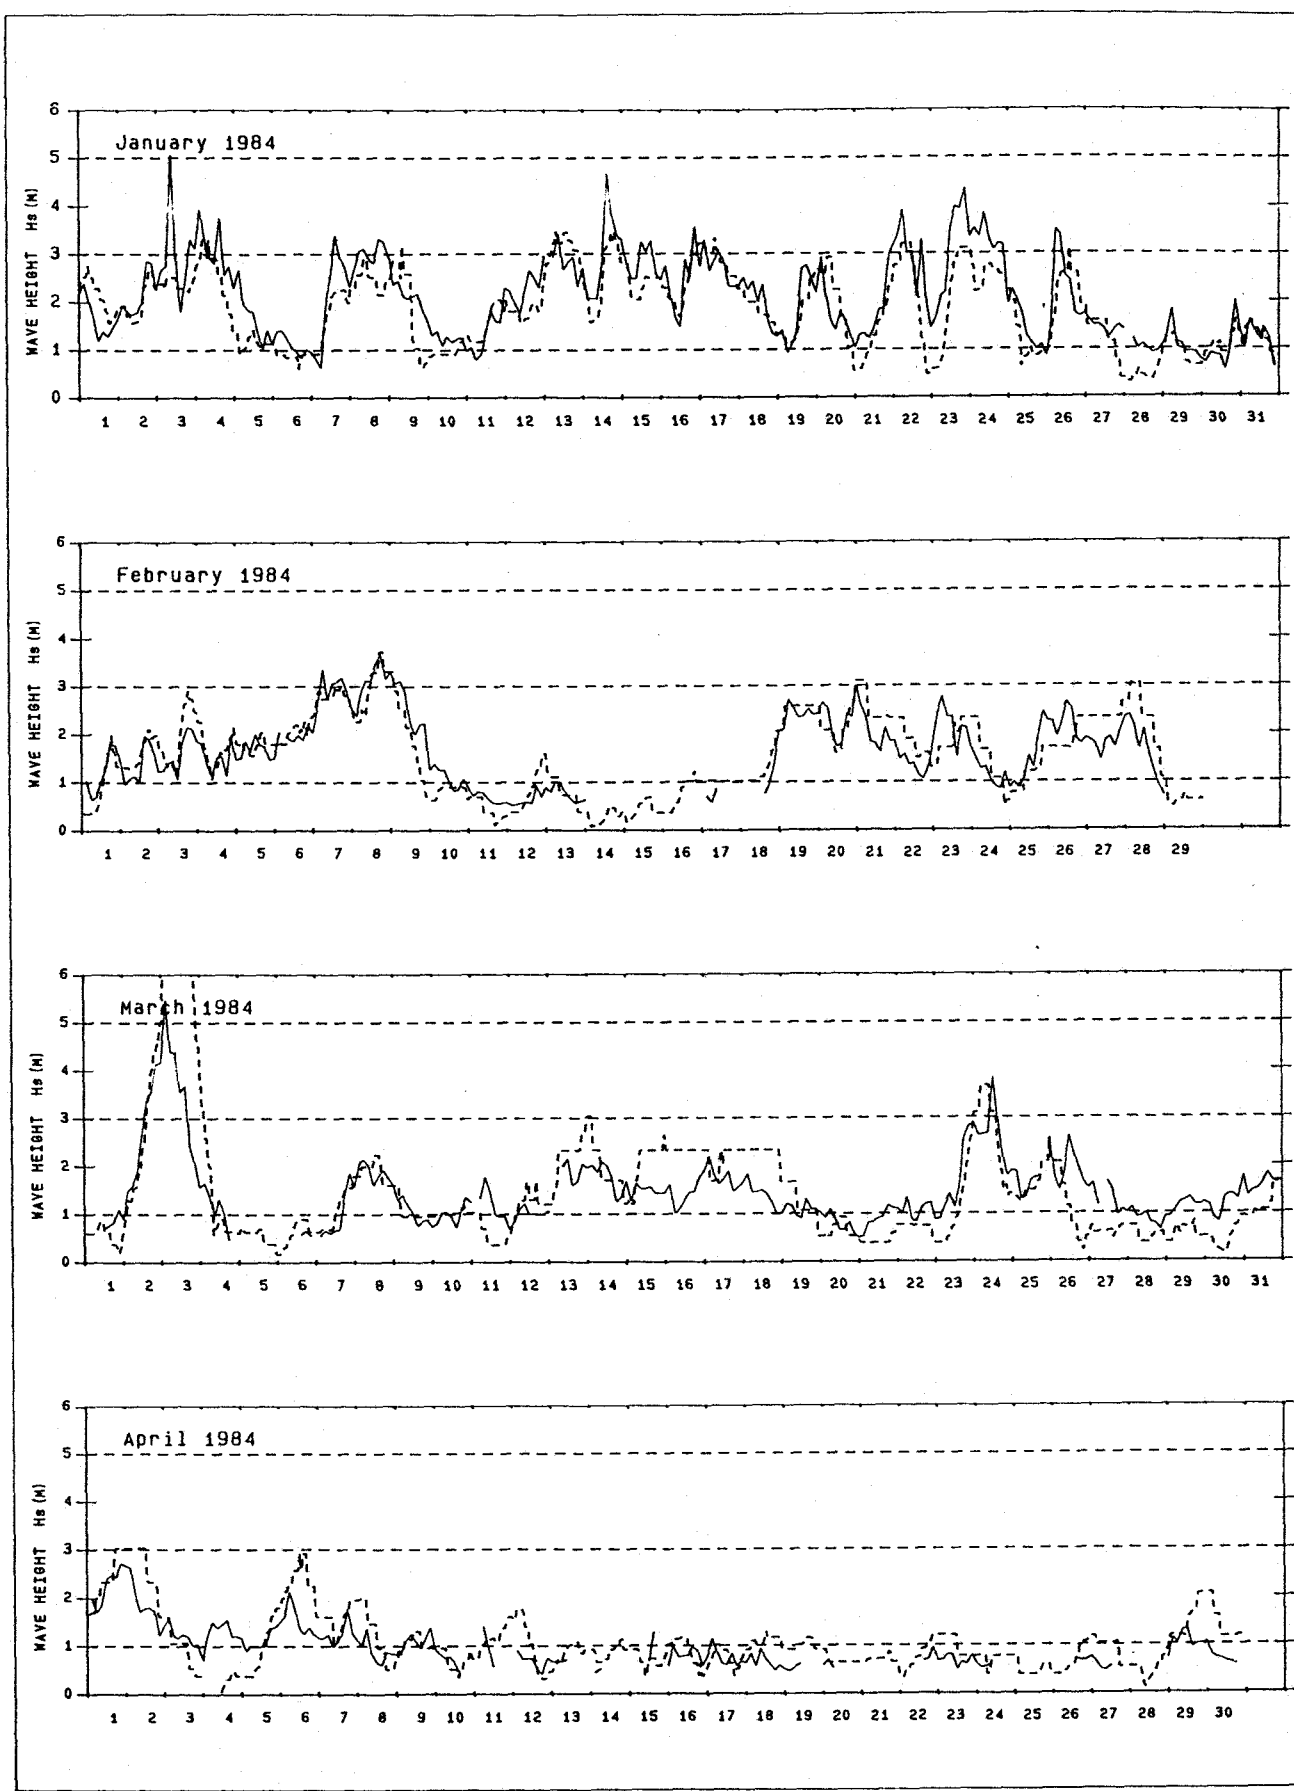 January 1984
WAVE HEIGHT Hs (M)
6
5
4
3
2
1
0
1 2 3 4 5 6 7 8 9 10 11 12 13 14 15 16 17 18 19 20 21 22 23 24 25 26 27 28 29 30 31
February 1984
WAVE HEIGHT Hs (M)
6
5
4
3
2
1
0
1 2 3 4 5 6 7 8 9 10 11 12 13 14 15 16 17 18 19 20 21 22 23 24 25 26 27 28 29
March 1984
WAVE HEIGHT Hs (M)
6
5
4
3
2
1
0
1 2 3 4 5 6 7 8 9 10 11 12 13 14 15 16 17 18 19 20 21 22 23 24 25 26 27 28 29 30 31
April 1984
WAVE HEIGHT Hs (M)
6
5
4
3
2
1
0
1 2 3 4 5 6 7 8 9 10 11 12 13 14 15 16 17 18 19 20 21 22 23 24 25 26 27 28 29 30